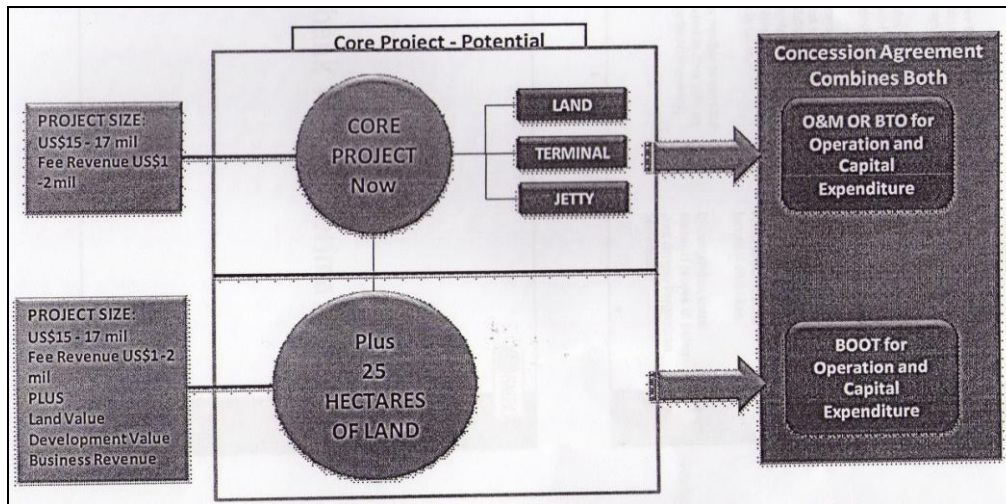 Core Project - Potential
PROJECT SIZE:
US$15 - 17 mil
Fee Revenue US$1
-2 mil
CORE
PROJECT
Now
LAND
TERMINAL
JETTY
Concession Agreement
Combines Both
O&M OR BTO for
Operation and
Capital
Expenditure
PROJECT SIZE:
US$15 - 17 mil
Fee Revenue US$1 -2
mil
PLUS
Land Value
Development Value
Business Revenue
Plus
25
HECTARES
OF LAND
BOOT for
Operation and
Capital
Expenditure